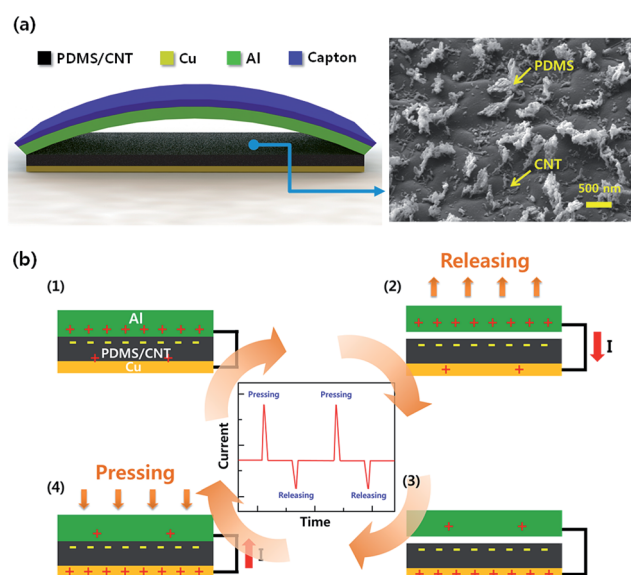 (a)
PDMS/CNT Cu Al Capton
PDMS
CNT
500 nm
(b)
(1)
Al
+ + + + + + + +
- - - - - - - -
PDMS/CNT
+ +
Cu
Releasing
(2)
+ + + + + + + +
- - - - - - - -
+ +
I
Pressing Pressing
Releasing Releasing
Current
Time
Pressing
(4)
+ +
- - - - - - - -
+ + + + + + + +
I
(3)
+ +
- - - - - - - -
+ + + + + + + +